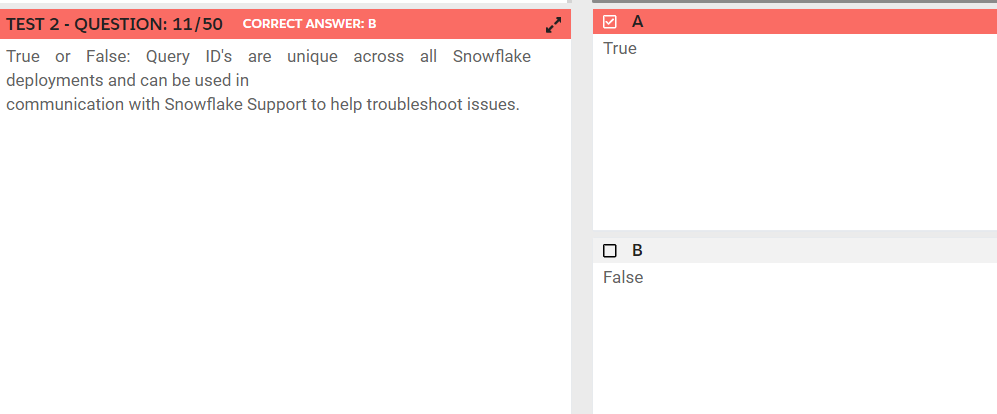 TEST 2 - QUESTION: 11/50 CORRECT ANSWER: B
True or False: Query ID's are unique across all Snowflake
deployments and can be used in
communication with Snowflake Support to help troubleshoot issues.
A
True
B
False